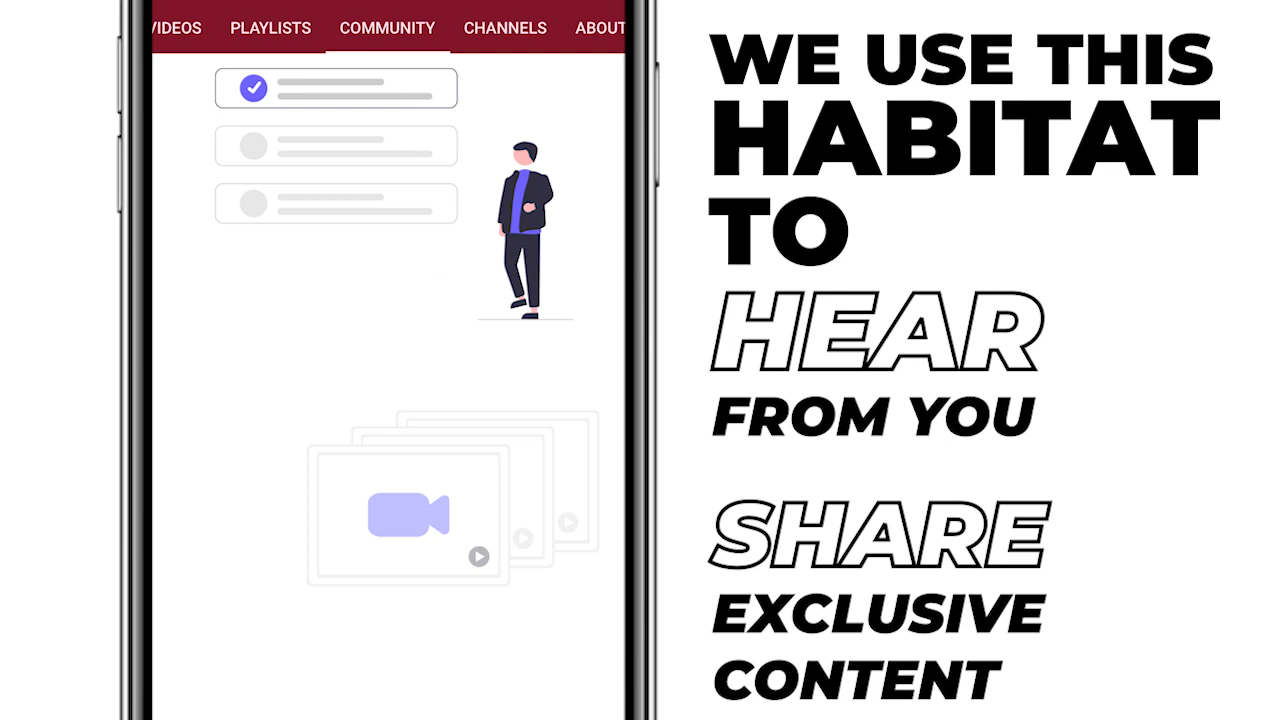 VIDEOS PLAYLISTS COMMUNITY CHANNELS ABOUT
WE USE THIS
HABITAT
TO
HEAR
FROM YOU
SHARE
EXCLUSIVE
CONTENT